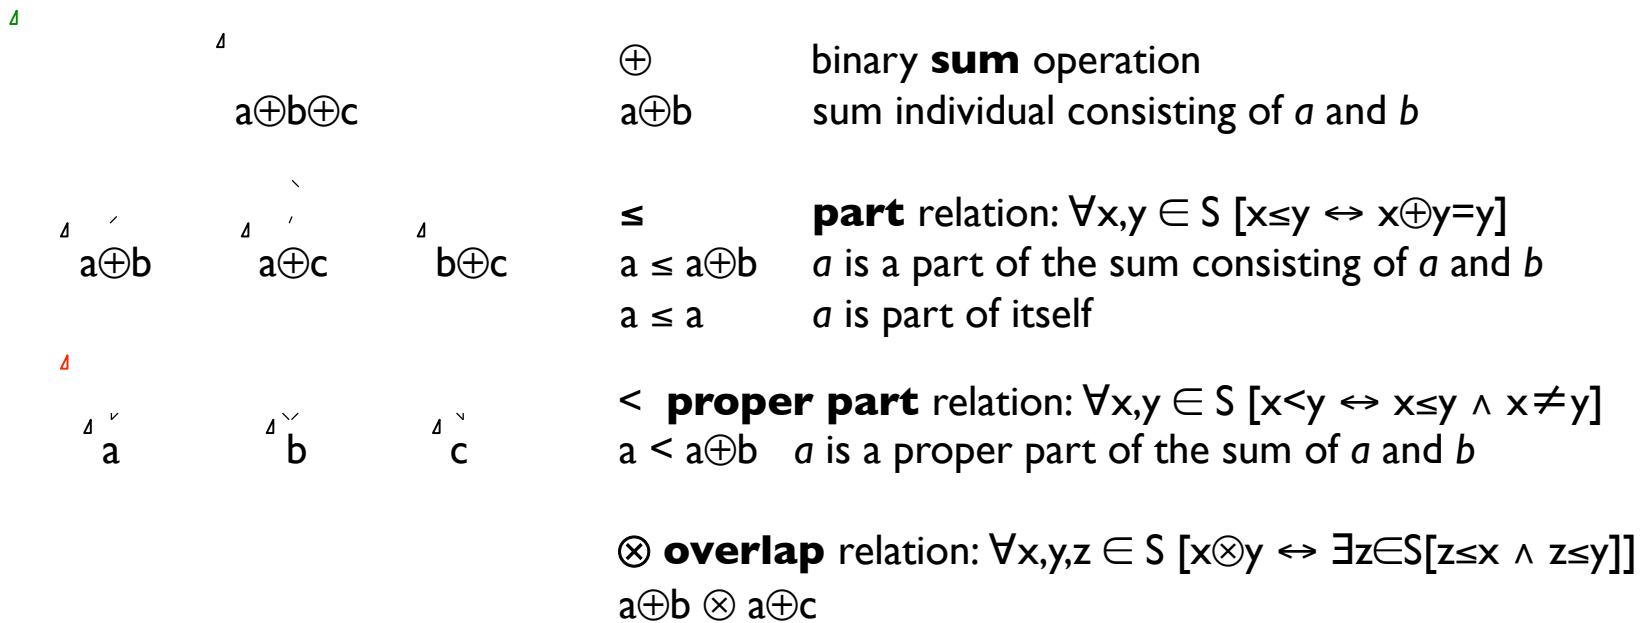 a⊕b⊕c
a⊕b a⊕c b⊕c
a b c
⊕ binary sum operation
a⊕b sum individual consisting of a and b
≤ part relation: ∀x,y ∈ S [x≤y ↔ x⊕y=y]
a ≤ a⊕b a is a part of the sum consisting of a and b
a ≤ a a is part of itself
< proper part relation: ∀x,y ∈ S [x<y ↔ x≤y ∧ x≠y]
a < a⊕b a is a proper part of the sum of a and b
⊗ overlap relation: ∀x,y,z ∈ S [x⊗y ↔ ∃z∈S[z≤x ∧ z≤y]]
a⊕b ⊗ a⊕c